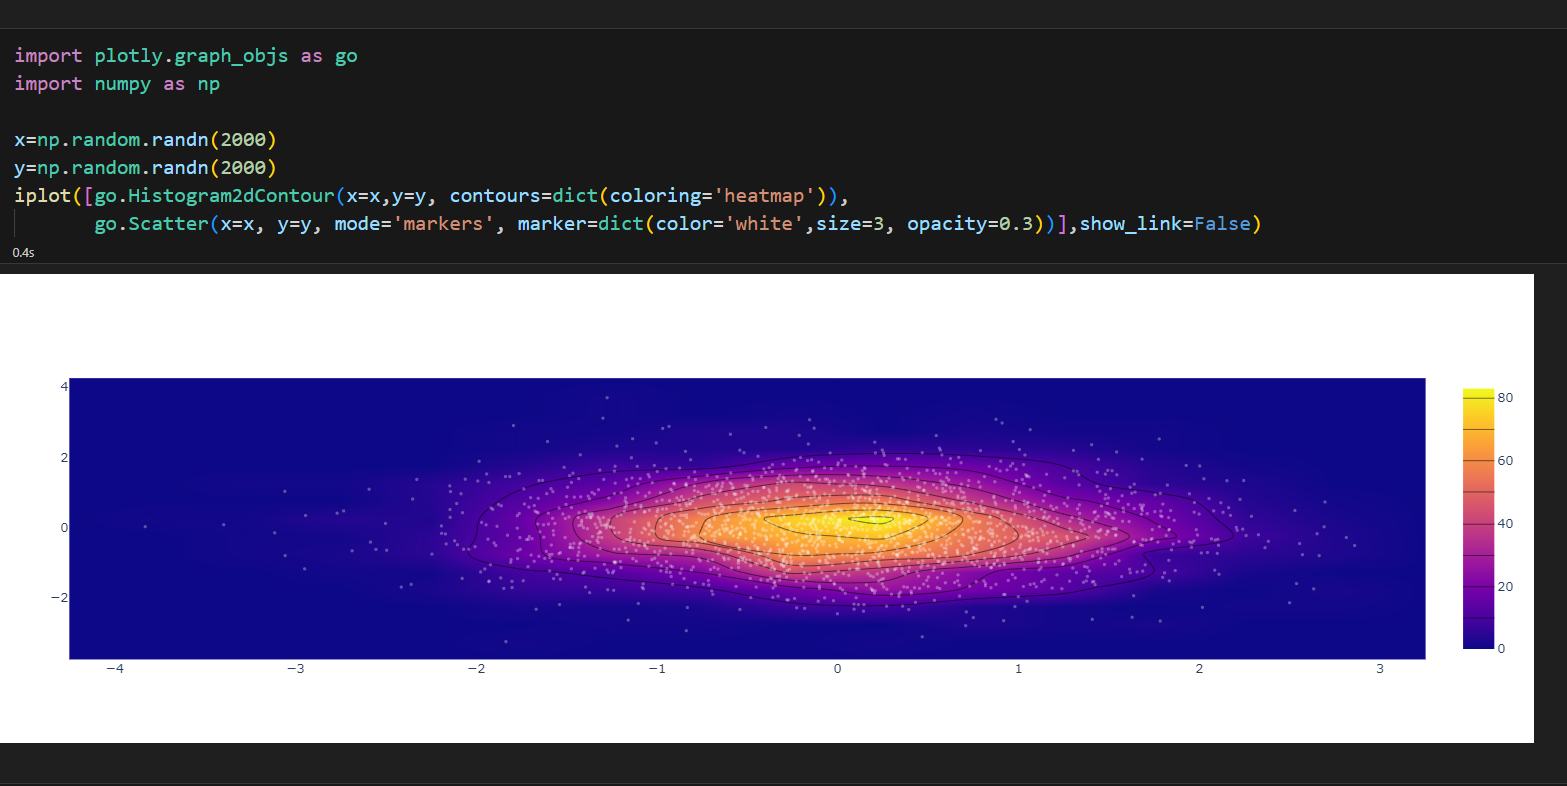 import plotly.graph_objs as go
import numpy as np
x=np.random.randn(2000)
y=np.random.randn(2000)
iplot([go.Histogram2dContour(x=x,y=y, contours=dict(coloring='heatmap')),
go.Scatter(x=x, y=y, mode='markers', marker=dict(color='white',size=3, opacity=0.3))],show_link=False)
0.4s
4
2
0
−2
−4 −3 −2 −1 0 1 2 3
80
60
40
20
0